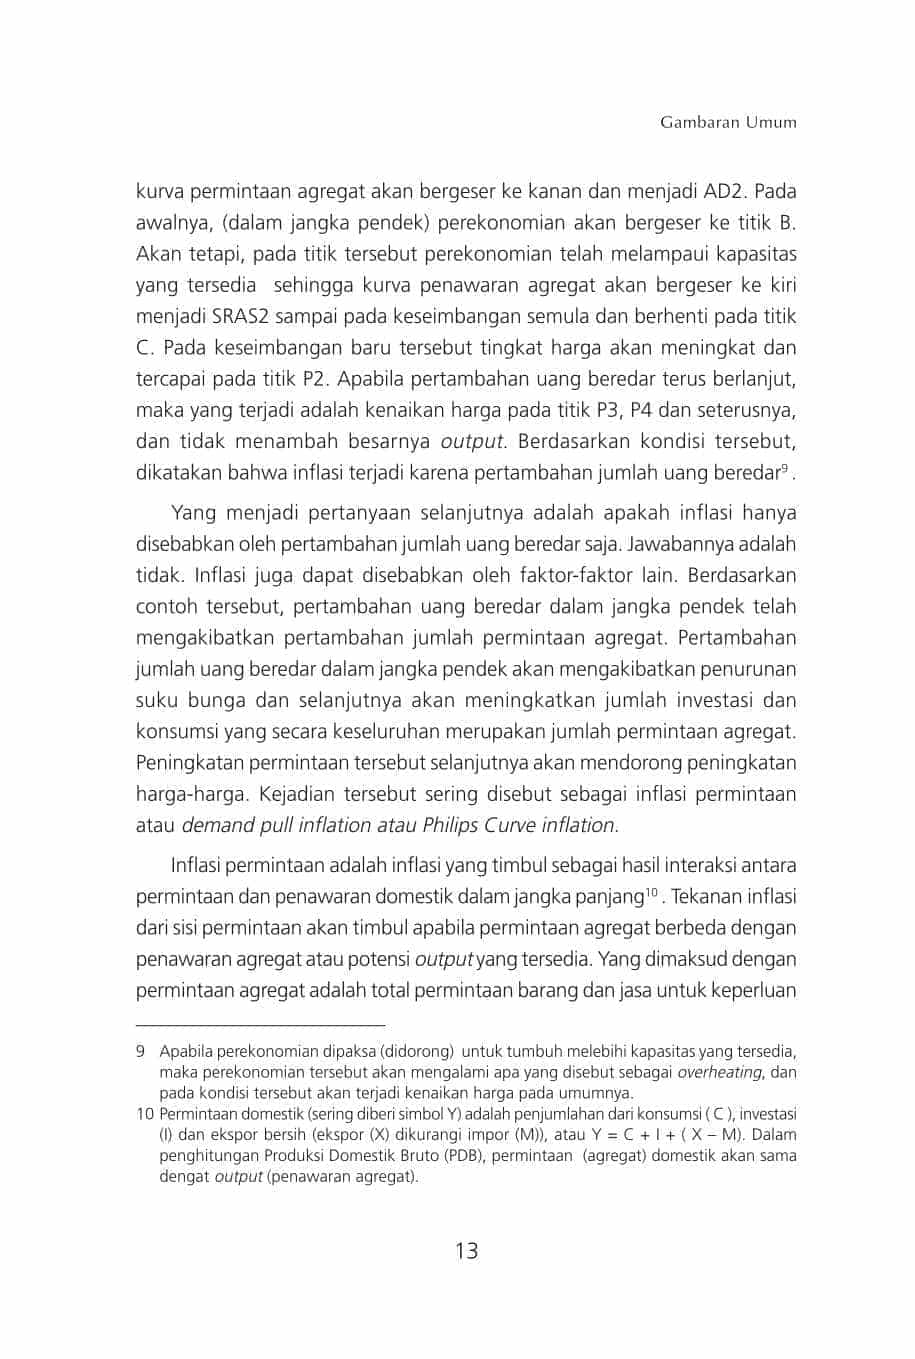 Gambaran Umum
kurva permintaan agregat akan bergeser ke kanan dan menjadi AD2. Pada
awalnya, (dalam jangka pendek) perekonomian akan bergeser ke titik B.
Akan tetapi, pada titik tersebut perekonomian telah melampaui kapasitas
yang tersedia  sehingga kurva penawaran agregat akan bergeser ke kiri
menjadi SRAS2 sampai pada keseimbangan semula dan berhenti pada titik
C. Pada keseimbangan baru tersebut tingkat harga akan meningkat dan
tercapai pada titik P2. Apabila pertambahan uang beredar terus berlanjut,
maka yang terjadi adalah kenaikan harga pada titik P3, P4 dan seterusnya,
dan tidak menambah besarnya output. Berdasarkan kondisi tersebut,
dikatakan bahwa inflasi terjadi karena pertambahan jumlah uang beredar⁹ .
Yang menjadi pertanyaan selanjutnya adalah apakah inflasi hanya
disebabkan oleh pertambahan jumlah uang beredar saja. Jawabannya adalah
tidak. Inflasi juga dapat disebabkan oleh faktor-faktor lain. Berdasarkan
contoh tersebut, pertambahan uang beredar dalam jangka pendek telah
mengakibatkan pertambahan jumlah permintaan agregat. Pertambahan
jumlah uang beredar dalam jangka pendek akan mengakibatkan penurunan
suku bunga dan selanjutnya akan meningkatkan jumlah investasi dan
konsumsi yang secara keseluruhan merupakan jumlah permintaan agregat.
Peningkatan permintaan tersebut selanjutnya akan mendorong peningkatan
harga-harga. Kejadian tersebut sering disebut sebagai inflasi permintaan
atau demand pull inflation atau Philips Curve inflation.
Inflasi permintaan adalah inflasi yang timbul sebagai hasil interaksi antara
permintaan dan penawaran domestik dalam jangka panjang¹⁰ . Tekanan inflasi
dari sisi permintaan akan timbul apabila permintaan agregat berbeda dengan
penawaran agregat atau potensi output yang tersedia. Yang dimaksud dengan
permintaan agregat adalah total permintaan barang dan jasa untuk keperluan
9 Apabila perekonomian dipaksa (didorong)  untuk tumbuh melebihi kapasitas yang tersedia,
maka perekonomian tersebut akan mengalami apa yang disebut sebagai overheating, dan
pada kondisi tersebut akan terjadi kenaikan harga pada umumnya.
10 Permintaan domestik (sering diberi simbol Y) adalah penjumlahan dari konsumsi ( C ), investasi
(I) dan ekspor bersih (ekspor (X) dikurangi impor (M)), atau Y = C + I + ( X – M). Dalam
penghitungan Produksi Domestik Bruto (PDB), permintaan  (agregat) domestik akan sama
dengat output (penawaran agregat).
13